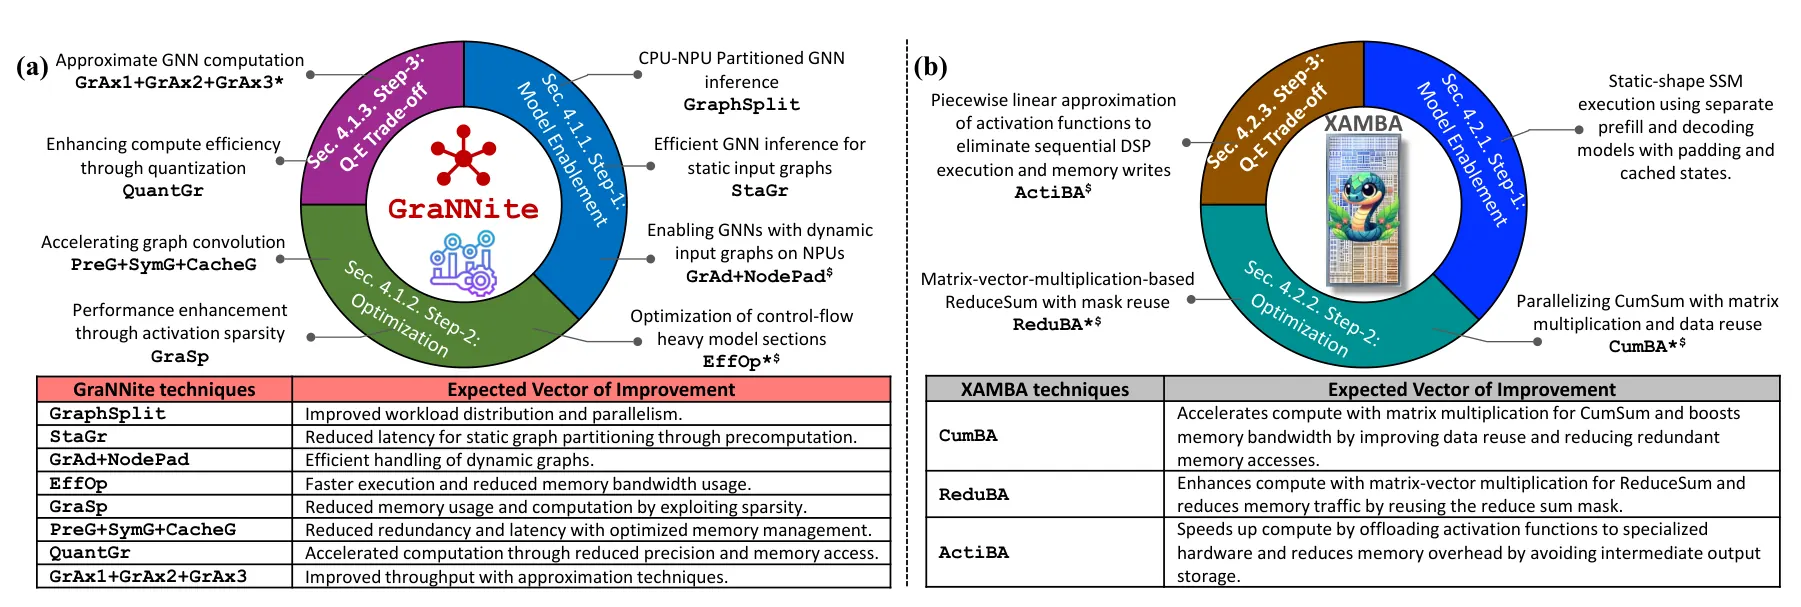 (a)
Approximate GNN computation
GrAx1+GrAx2+GrAx3*
Enhancing compute efficiency
through quantization
QuantGr
Accelerating graph convolution
PreG+SymG+CacheG
Performance enhancement
through activation sparsity
GraSp
Sec. 4.1.3. Step-3:
Q-E Trade-off
Sec. 4.1.1. Step-1:
Model Enablement
Sec. 4.1.2. Step-2:
Optimization
GraNNite
CPU-NPU Partitioned GNN
inference
GraphSplit
Efficient GNN inference for
static input graphs
StaGr
Enabling GNNs with dynamic
input graphs on NPUs
GrAd+NodePad$
Optimization of control-flow
heavy model sections
EffOp*$
GraNNite techniques Expected Vector of Improvement
GraphSplit Improved workload distribution and parallelism.
StaGr Reduced latency for static graph partitioning through precomputation.
GrAd+NodePad Efficient handling of dynamic graphs.
EffOp Faster execution and reduced memory bandwidth usage.
GraSp Reduced memory usage and computation by exploiting sparsity.
PreG+SymG+CacheG Reduced redundancy and latency with optimized memory management.
QuantGr Accelerated computation through reduced precision and memory access.
GrAx1+GrAx2+GrAx3 Improved throughput with approximation techniques.
(b)
Piecewise linear approximation
of activation functions to
eliminate sequential DSP
execution and memory writes
ActiBA$
Matrix-vector-multiplication-based
ReduceSum with mask reuse
ReduBA*$
Sec. 4.2.3. Step-3:
Q-E Trade-off
Sec. 4.2.1. Step-1:
Model Enablement
Sec. 4.2.2. Step-2:
Optimization
XAMBA
Static-shape SSM
execution using separate
prefill and decoding
models with padding and
cached states.
Parallelizing CumSum with matrix
multiplication and data reuse
CumBA*$
XAMBA techniques Expected Vector of Improvement
CumBA Accelerates compute with matrix multiplication for CumSum and boosts
memory bandwidth by improving data reuse and reducing redundant
memory accesses.
ReduBA Enhances compute with matrix-vector multiplication for ReduceSum and
reduces memory traffic by reusing the reduce sum mask.
ActiBA Speeds up compute by offloading activation functions to specialized
hardware and reduces memory overhead by avoiding intermediate output
storage.